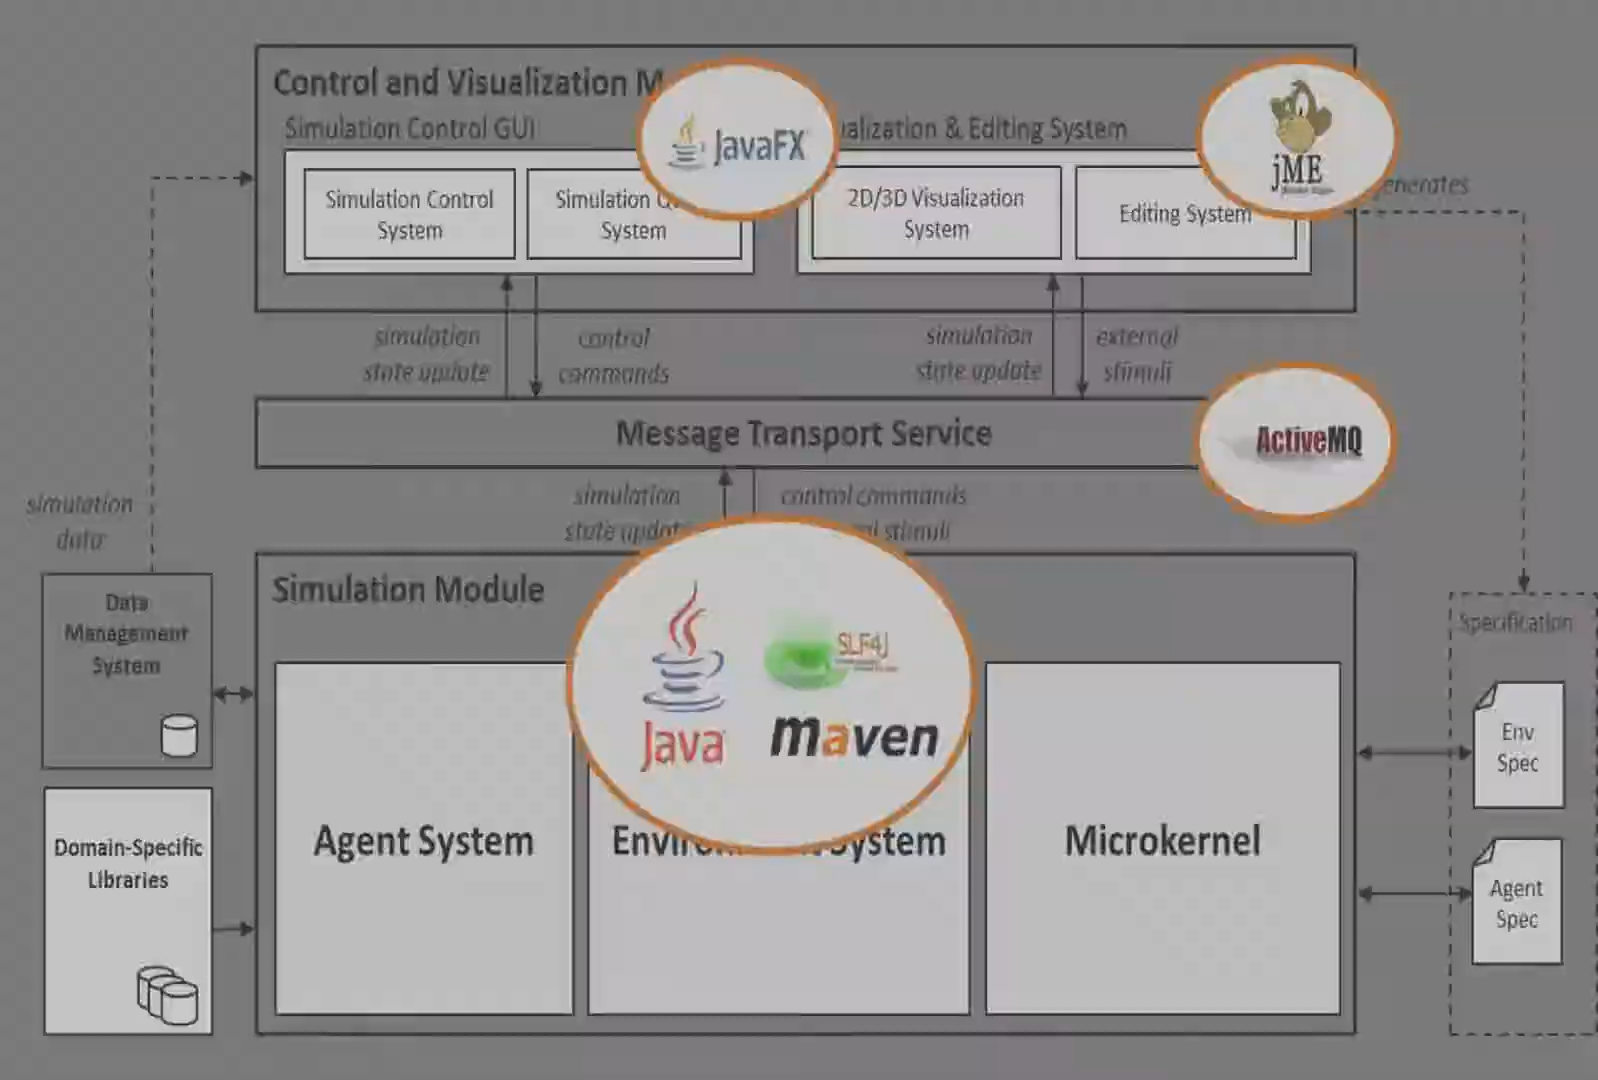 Control and Visualization M
Simulation Control GUI
JavaFX
ualization & Editing System
jME
enerates
Simulation Control
System
Simulation
System
2D/3D Visualization
System
Editing System
simulation
state update
control
commands
simulation
state update
external
stimuli
Message Transport Service
ActiveMQ
simulation
data
simulation
state update
control commands
stimuli
Data
Management
System
Simulation Module
Java
SLF4J
maven
Specification
Env
Spec
Domain-Specific
Libraries
Agent System
System
Microkernel
Agent
Spec